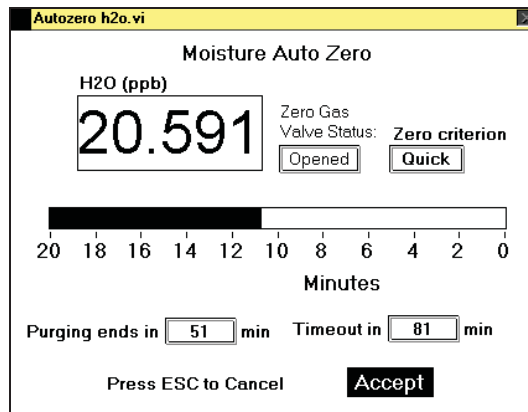 Autozero h2o.vi
Moisture Auto Zero
H2O (ppb)
20.591
Zero Gas
Valve Status:
Opened
Zero criterion
Quick
20 18 16 14 12 10 8 6 4 2 0
Minutes
Purging ends in 51 min
Timeout in 81 min
Press ESC to Cancel
Accept